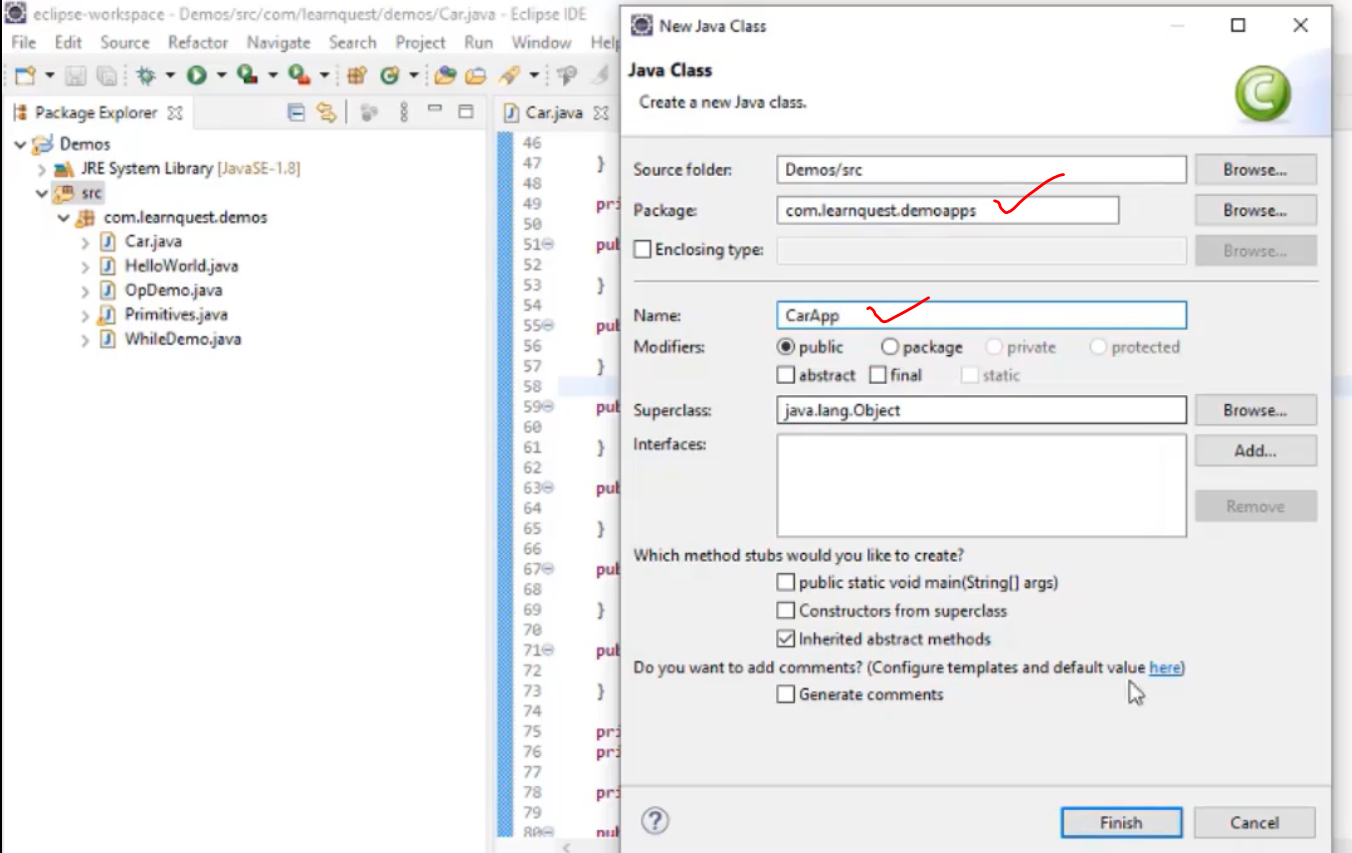 eclipse-workspace - Demos/src/com/learnquest/demos/Car.java - Eclipse IDE
File Edit Source Refactor Navigate Search Project Run Window Help
Package Explorer
Demos
JRE System Library [JavaSE-1.8]
src
com.learnquest.demos
Car.java
HelloWorld.java
OpDemo.java
Primitives.java
WhileDemo.java
Car.java
46
47 }
48
49 pri
50
51 pub
52
53 }
54
55 pub
56
57 }
58
59 pub
60
61 }
62
63 pub
64
65 }
66
67 pub
68
69 }
70
71 pub
72
73 }
74
75 pri
76 pri
77
78 pri
79
80 pub
New Java Class
Java Class
Create a new Java class.
Source folder: Demos/src Browse...
Package: com.learnquest.demoapps Browse...
Enclosing type: Browse...
Name: CarApp
Modifiers: public package private protected
abstract final static
Superclass: java.lang.Object Browse...
Interfaces: Add...
Remove
Which method stubs would you like to create?
public static void main(String[] args)
Constructors from superclass
Inherited abstract methods
Do you want to add comments? (Configure templates and default value here)
Generate comments
Finish Cancel